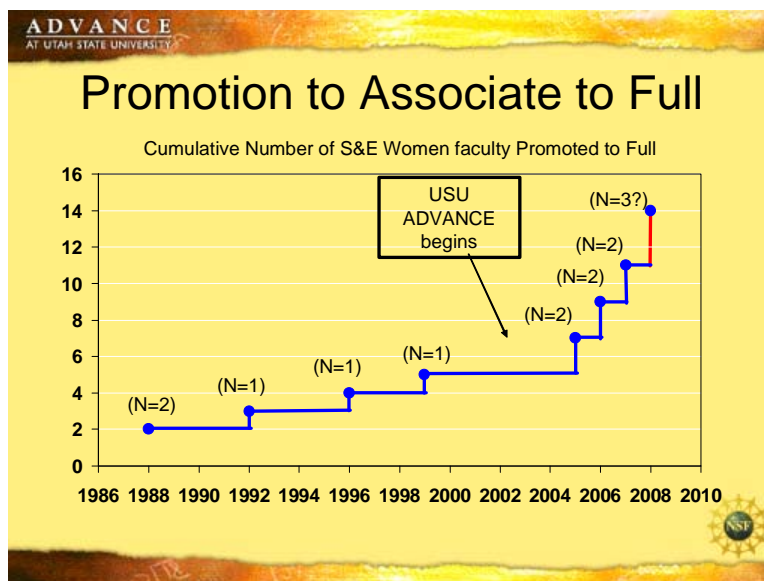 ADVANCE
AT UTAH STATE UNIVERSITY
Promotion to Associate to Full
Cumulative Number of S&E Women faculty Promoted to Full
16
14
12
10
8
6
4
2
0
USU
ADVANCE
begins
(N=3?)
(N=2)
(N=2)
(N=2)
(N=1)
(N=1)
(N=1)
(N=2)
1986 1988 1990 1992 1994 1996 1998 2000 2002 2004 2006 2008 2010
NSF